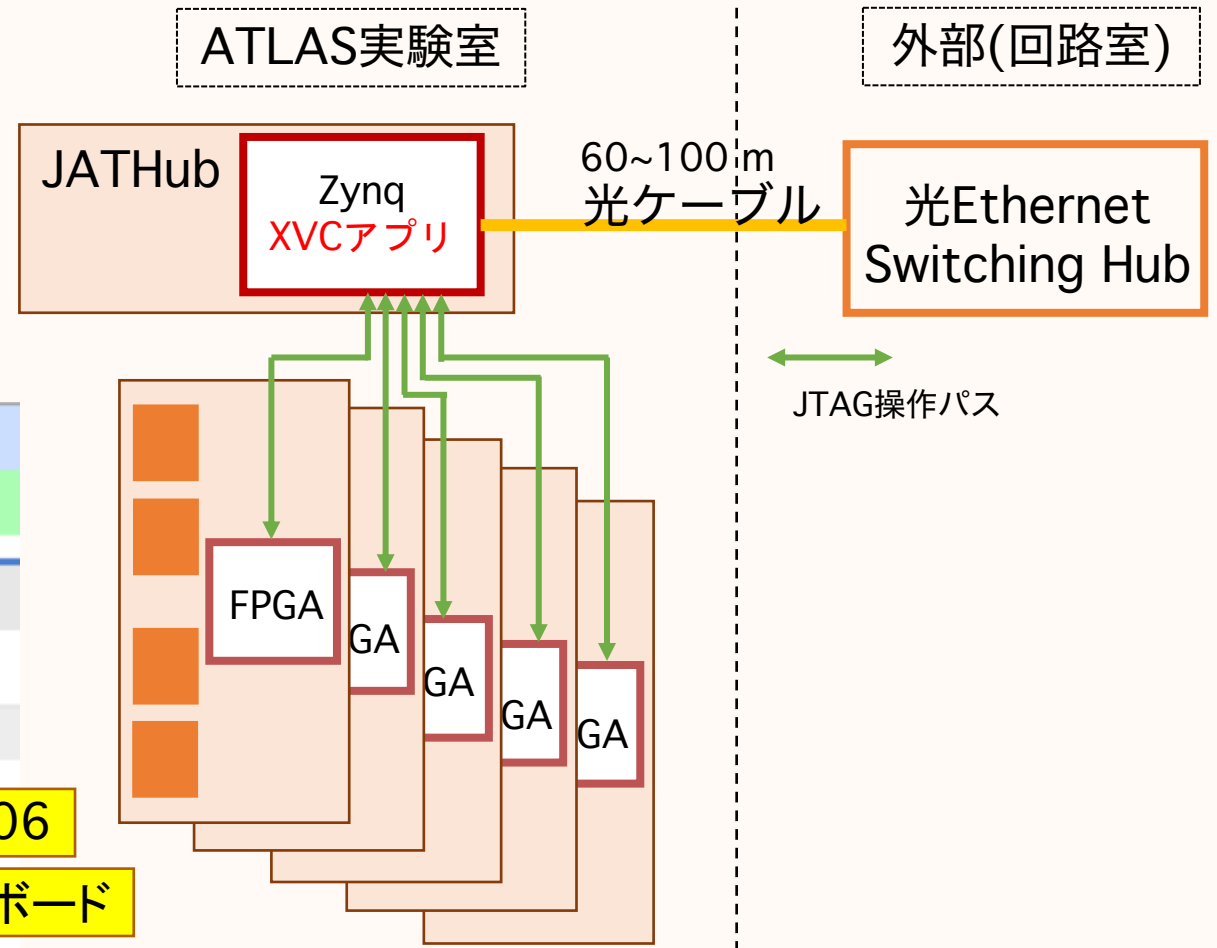 ATLAS実験室
外部(回路室)
JATHub
Zynq
XVCアプリ
60~100 m
光ケーブル
光Ethernet
Switching Hub
JTAG操作パス
FPGA
GA
GA
GA
GA
06
ボード